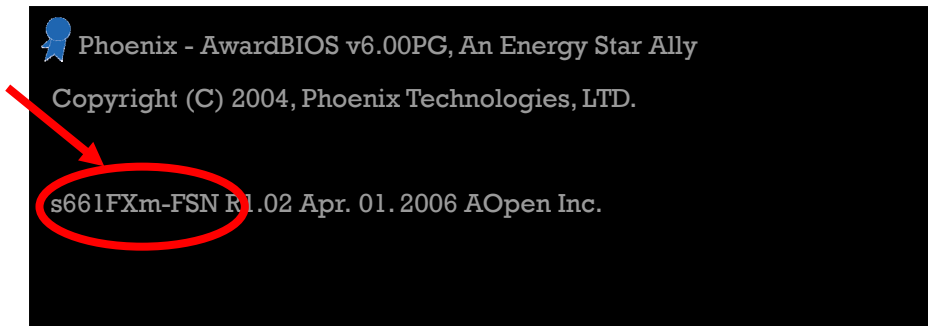 Phoenix - AwardBIOS v6.00PG, An Energy Star Ally
Copyright (C) 2004, Phoenix Technologies, LTD.
s661FXm-FSN R1.02 Apr. 01. 2006 AOpen Inc.